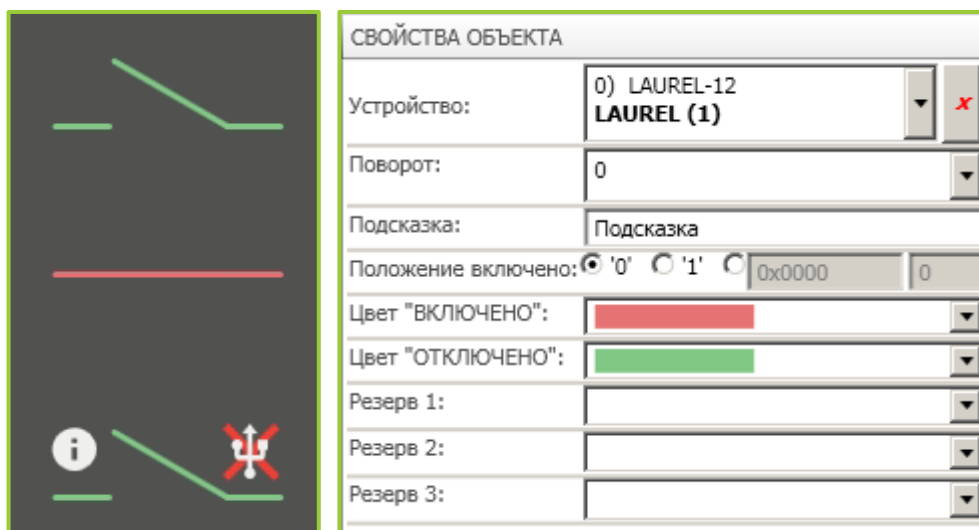 СВОЙСТВА ОБЪЕКТА
Устройство:
0) LAUREL-12
LAUREL (1)
x
Поворот:
0
Подсказка:
Подсказка
Положение включено: '0' '1' 0x0000 0
Цвет "ВКЛЮЧЕНО":
Цвет "ОТКЛЮЧЕНО":
Резерв 1:
Резерв 2:
Резерв 3:
i